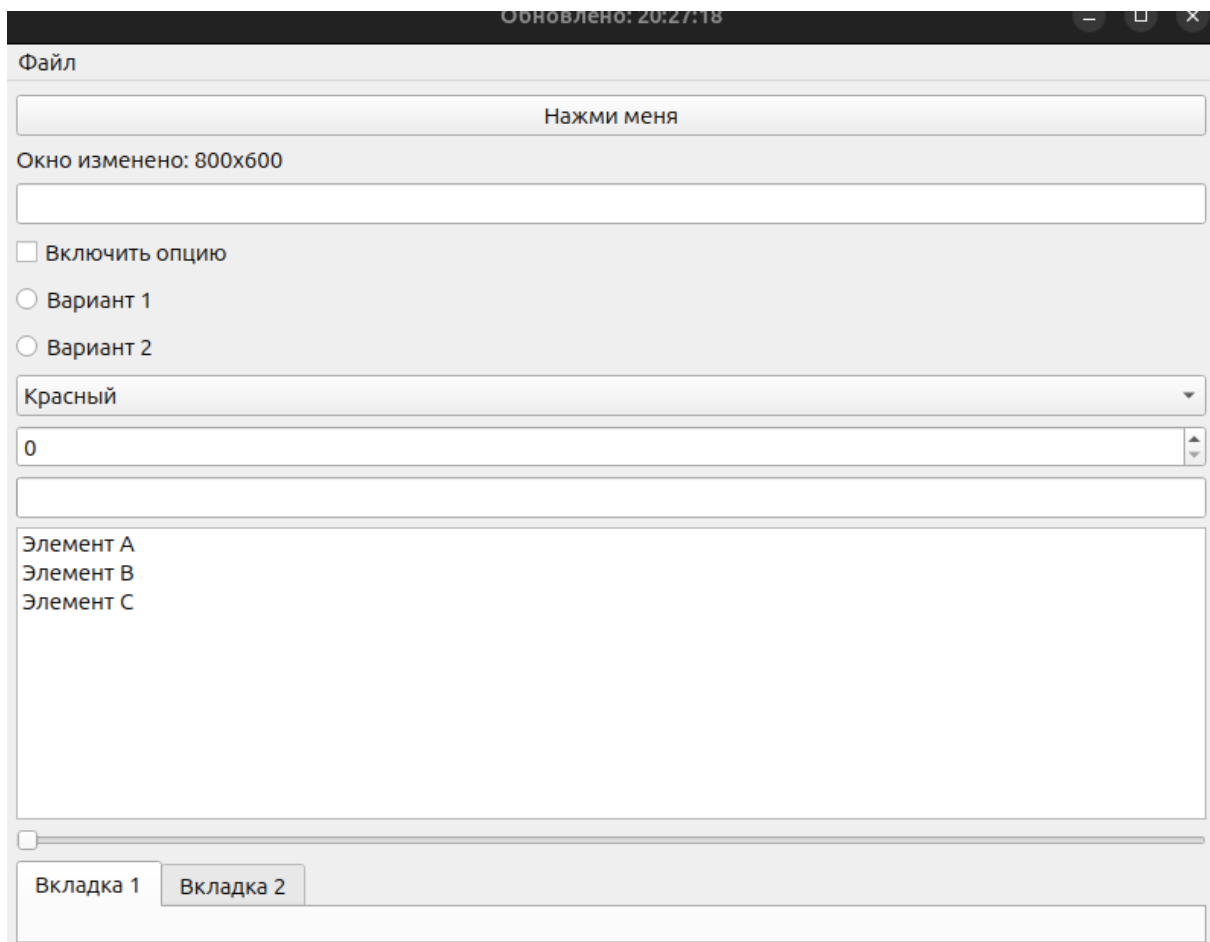 Обновлено: 20:27:18
Файл
Нажми меня
Окно изменено: 800x600
Включить опцию
Вариант 1
Вариант 2
Красный
0
Элемент A
Элемент B
Элемент C
Вкладка 1 Вкладка 2